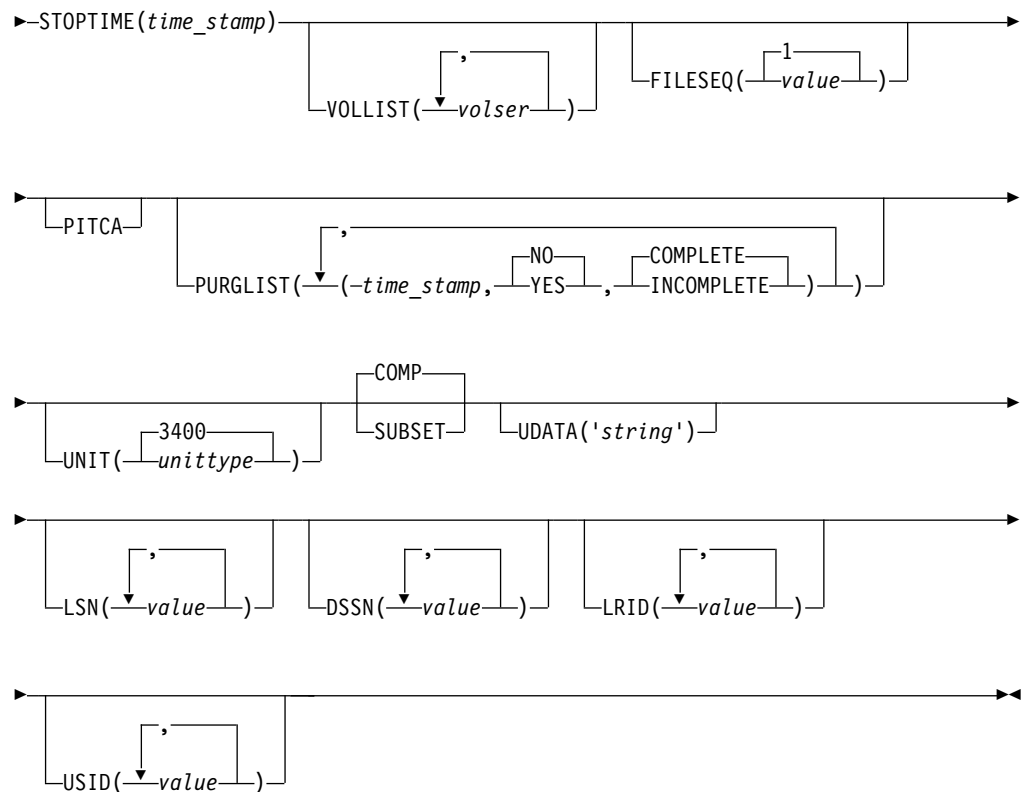 STOPTIME(time_stamp)
,
VOLLIST( volser )
1
FILESEQ( value )
PITCA
,
PURGLIST( (time_stamp, NO , COMPLETE
YES INCOMPLETE ) )
3400
UNIT( unittype )
COMP
SUBSET
UDATA('string')
,
LSN( value )
,
DSSN( value )
,
LRID( value )
,
USID( value )